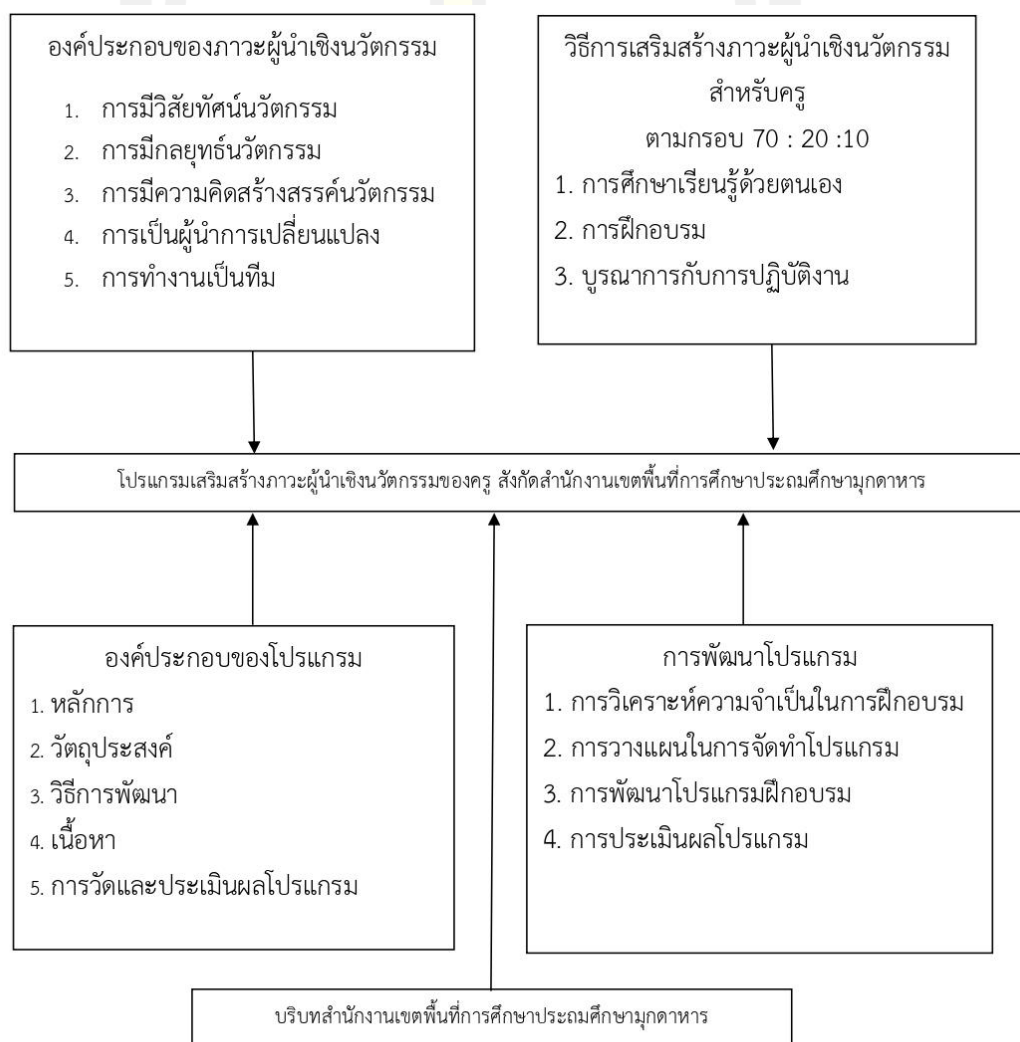 องค์ประกอบของภาวะผู้นำเชิงนวัตกรรม
1. การมีวิสัยทัศน์นวัตกรรม
2. การมีกลยุทธ์นวัตกรรม
3. การมีความคิดสร้างสรรค์นวัตกรรม
4. การเป็นผู้นำการเปลี่ยนแปลง
5. การทำงานเป็นทีม
วิธีการเสริมสร้างภาวะผู้นำเชิงนวัตกรรม
สำหรับครู
ตามกรอบ 70 : 20 :10
1. การศึกษาเรียนรู้ด้วยตนเอง
2. การฝึกอบรม
3. บูรณาการกับการปฏิบัติงาน
โปรแกรมเสริมสร้างภาวะผู้นำเชิงนวัตกรรมของครู สังกัดสำนักงานเขตพื้นที่การศึกษาประถมศึกษามุกดาหาร
องค์ประกอบของโปรแกรม
1. หลักการ
2. วัตถุประสงค์
3. วิธีการพัฒนา
4. เนื้อหา
5. การวัดและประเมินผลโปรแกรม
การพัฒนาโปรแกรม
1. การวิเคราะห์ความจำเป็นในการฝึกอบรม
2. การวางแผนในการจัดทำโปรแกรม
3. การพัฒนาโปรแกรมฝึกอบรม
4. การประเมินผลโปรแกรม
บริบทสำนักงานเขตพื้นที่การศึกษาประถมศึกษามุกดาหาร